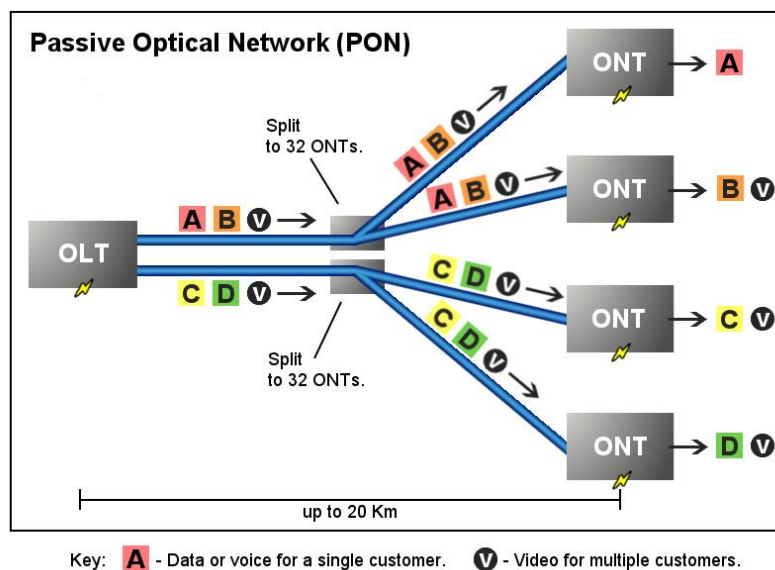 Passive Optical Network (PON)
ONT
A
Split
to 32 ONTs.
A B V
A B V
ONT
B V
A B V
OLT
C D V
C D V
ONT
C V
C D V
Split
to 32 ONTs.
ONT
D V
up to 20 Km
Key: A - Data or voice for a single customer. V - Video for multiple customers.